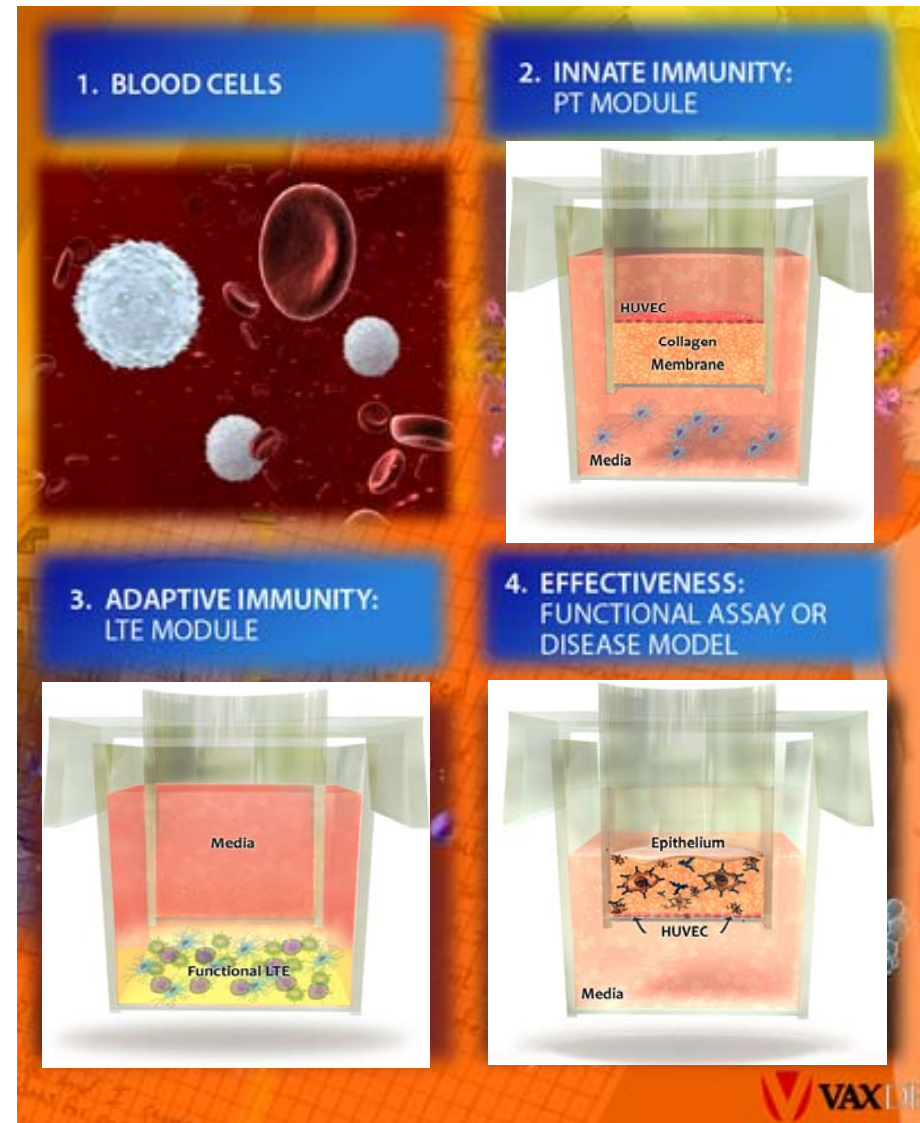 1. BLOOD CELLS
2. INNATE IMMUNITY:
PT MODULE
HUVEC
Collagen
Membrane
Media
3. ADAPTIVE IMMUNITY:
LTE MODULE
Media
Functional LTE
4. EFFECTIVENESS:
FUNCTIONAL ASSAY OR
DISEASE MODEL
Epithelium
HUVEC
Media
VAX